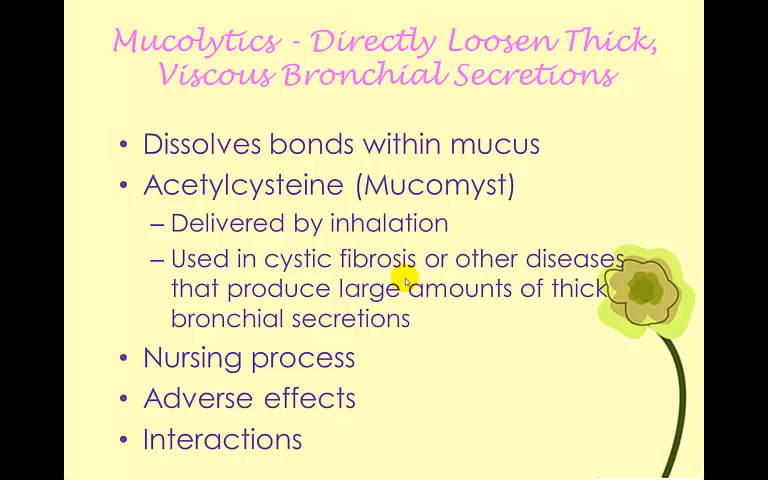 Mucolytics - Directly Loosen Thick,
Viscous Bronchial Secretions
• Dissolves bonds within mucus
• Acetylcysteine (Mucomyst)
– Delivered by inhalation
– Used in cystic fibrosis or other diseases
that produce large amounts of thick
bronchial secretions
• Nursing process
• Adverse effects
• Interactions